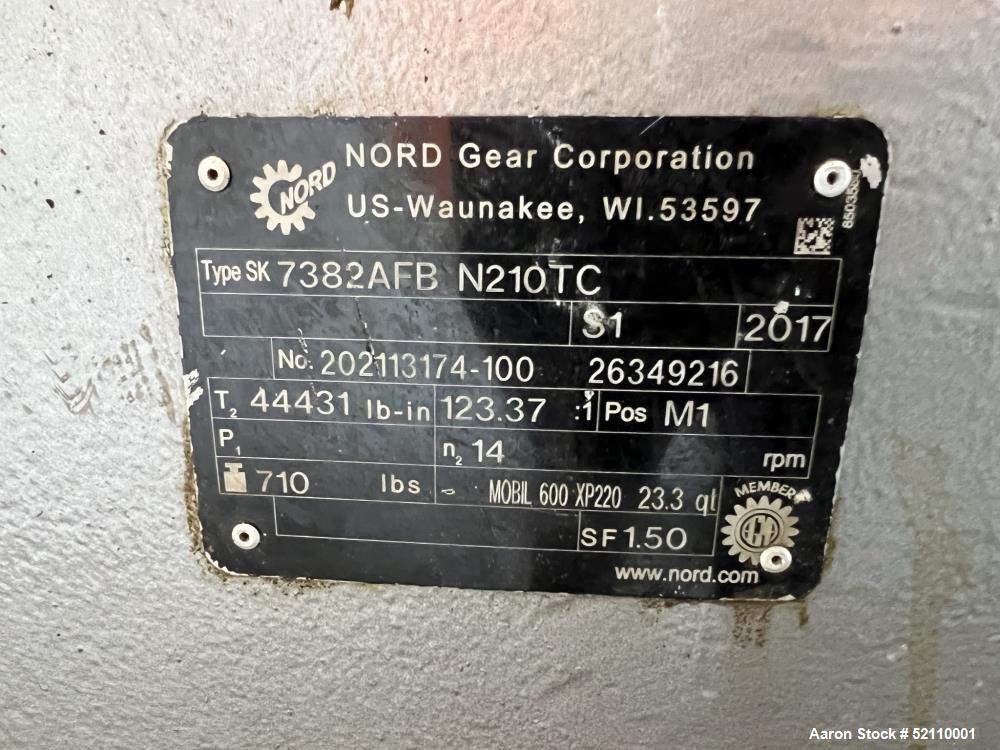 NORD
NORD Gear Corporation
US-Waunakee, WI.53597
Type SK 7382AFB N210TC
S1 2017
No. 202113174-100 26349216
T2 44431 lb-in 123.37 :1 Pos M1
P1 n2 14 rpm
710 lbs MOBIL 600 XP220 23.3 qt
MEMBER
SF 1.50
www.nord.com
Aaron Stock # 52110001